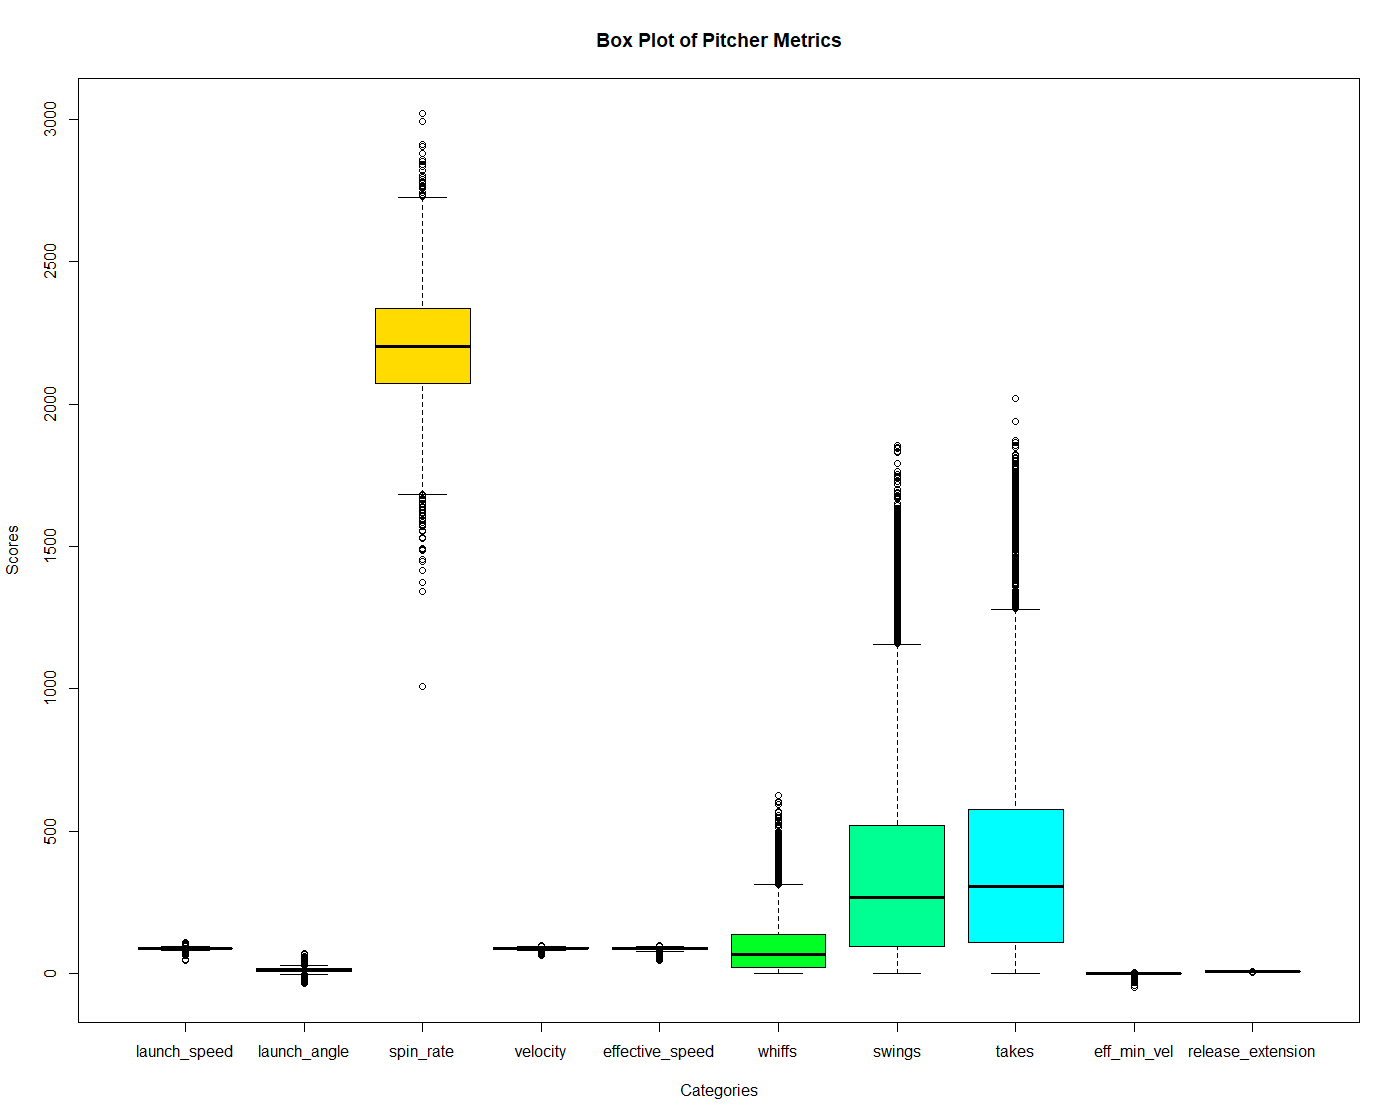 Box Plot of Pitcher Metrics
3000
2500
2000
1500
1000
500
0
Scores
launch_speed launch_angle spin_rate velocity effective_speed whiffs swings takes eff_min_vel release_extension
Categories